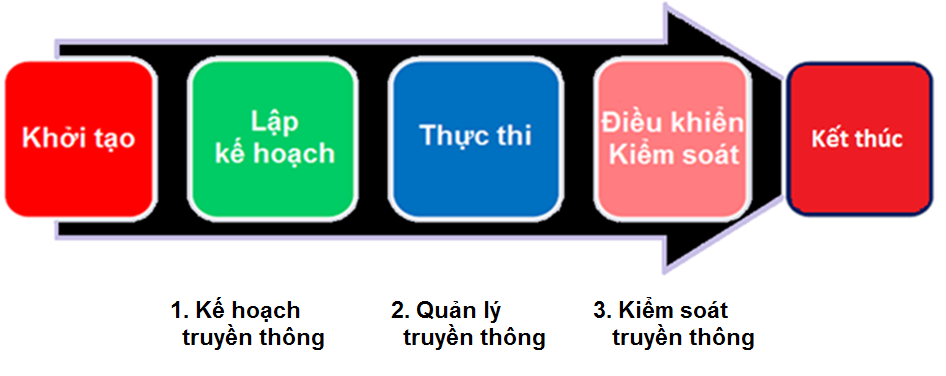 Khởi tạo
Lập
kế hoạch
Thực thi
Điều khiển
Kiểm soát
Kết thúc
1. Kế hoạch
truyền thông
2. Quản lý
truyền thông
3. Kiểm soát
truyền thông